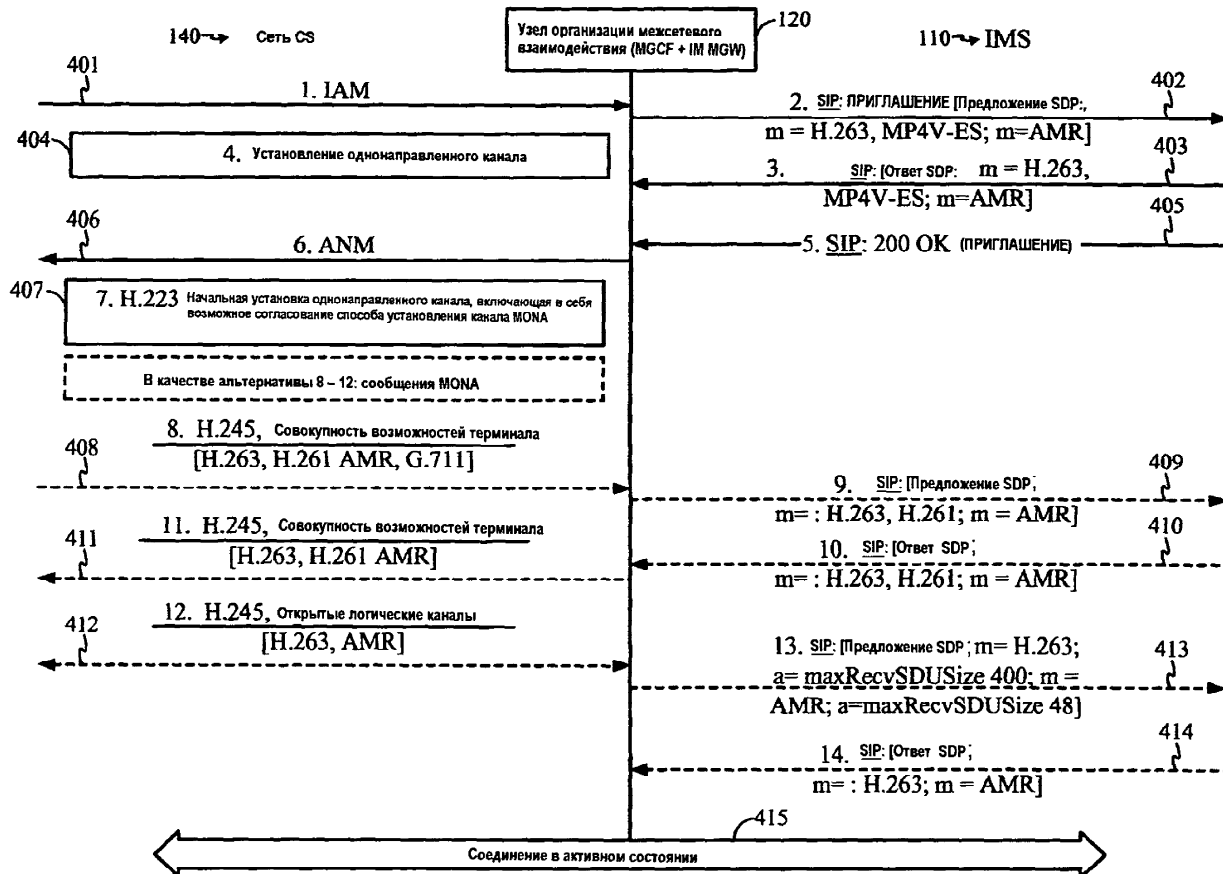 140 Сеть CS
Узел организации межсетевого
взаимодействия (MGCF + IM MGW)
120
110 IMS
401
1. IAM
402
2. SIP: ПРИГЛАШЕНИЕ [Предложение SDP:,
m = H.263, MP4V-ES; m=AMR]
404
4. Установление однонаправленного канала
403
3. SIP: [Ответ SDP: m = H.263,
MP4V-ES; m=AMR]
406
6. ANM
405
5. SIP: 200 OK (ПРИГЛАШЕНИЕ)
407
7. H.223 Начальная установка однонаправленного канала, включающая в себя
возможное согласование способа установления канала MONA
В качестве альтернативы 8 – 12: сообщения MONA
408
8. H.245, Совокупность возможностей терминала
[H.263, H.261 AMR, G.711]
409
9. SIP: [Предложение SDP;
m= : H.263, H.261; m = AMR]
410
10. SIP: [Ответ SDP;
m= : H.263, H.261; m = AMR]
411
11. H.245, Совокупность возможностей терминала
[H.263, H.261 AMR]
412
12. H.245, Открытые логические каналы
[H.263, AMR]
413
13. SIP: [Предложение SDP; m= H.263;
a= maxRecvSDUSize 400; m =
AMR; a=maxRecvSDUSize 48]
414
14. SIP: [Ответ SDP;
m= : H.263; m = AMR]
415
Соединение в активном состоянии